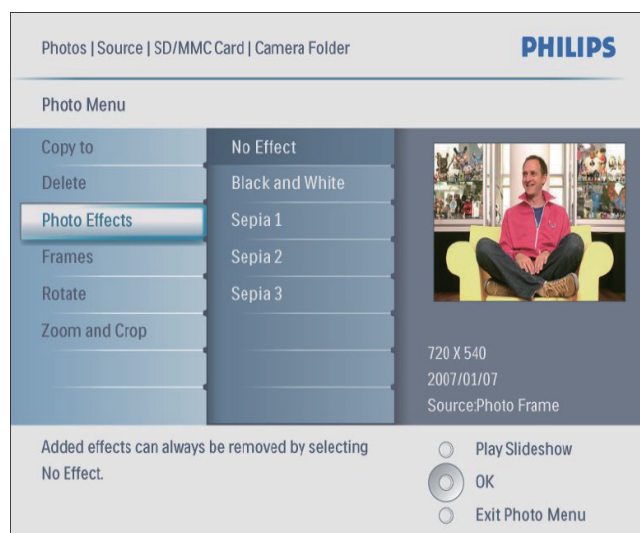 Photos | Source | SD/MMC Card | Camera Folder
PHILIPS
Photo Menu
Copy to
Delete
Photo Effects
Frames
Rotate
Zoom and Crop
No Effect
Black and White
Sepia 1
Sepia 2
Sepia 3
720 X 540
2007/01/07
Source:Photo Frame
Added effects can always be removed by selecting
No Effect.
Play Slideshow
OK
Exit Photo Menu